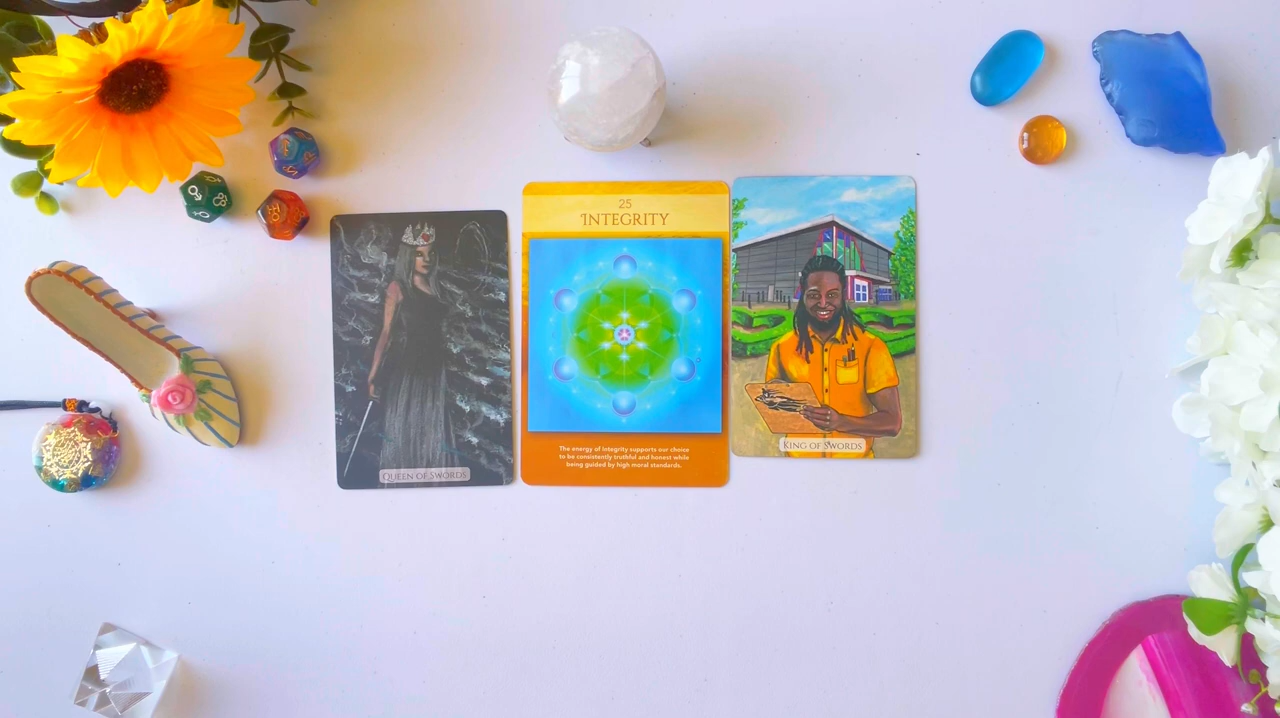 QUEEN OF SWORDS
25
INTEGRITY
The energy of Integrity supports our choice
to be consistently truthful and honest while
being guided by high moral standards.
KING OF SWORDS